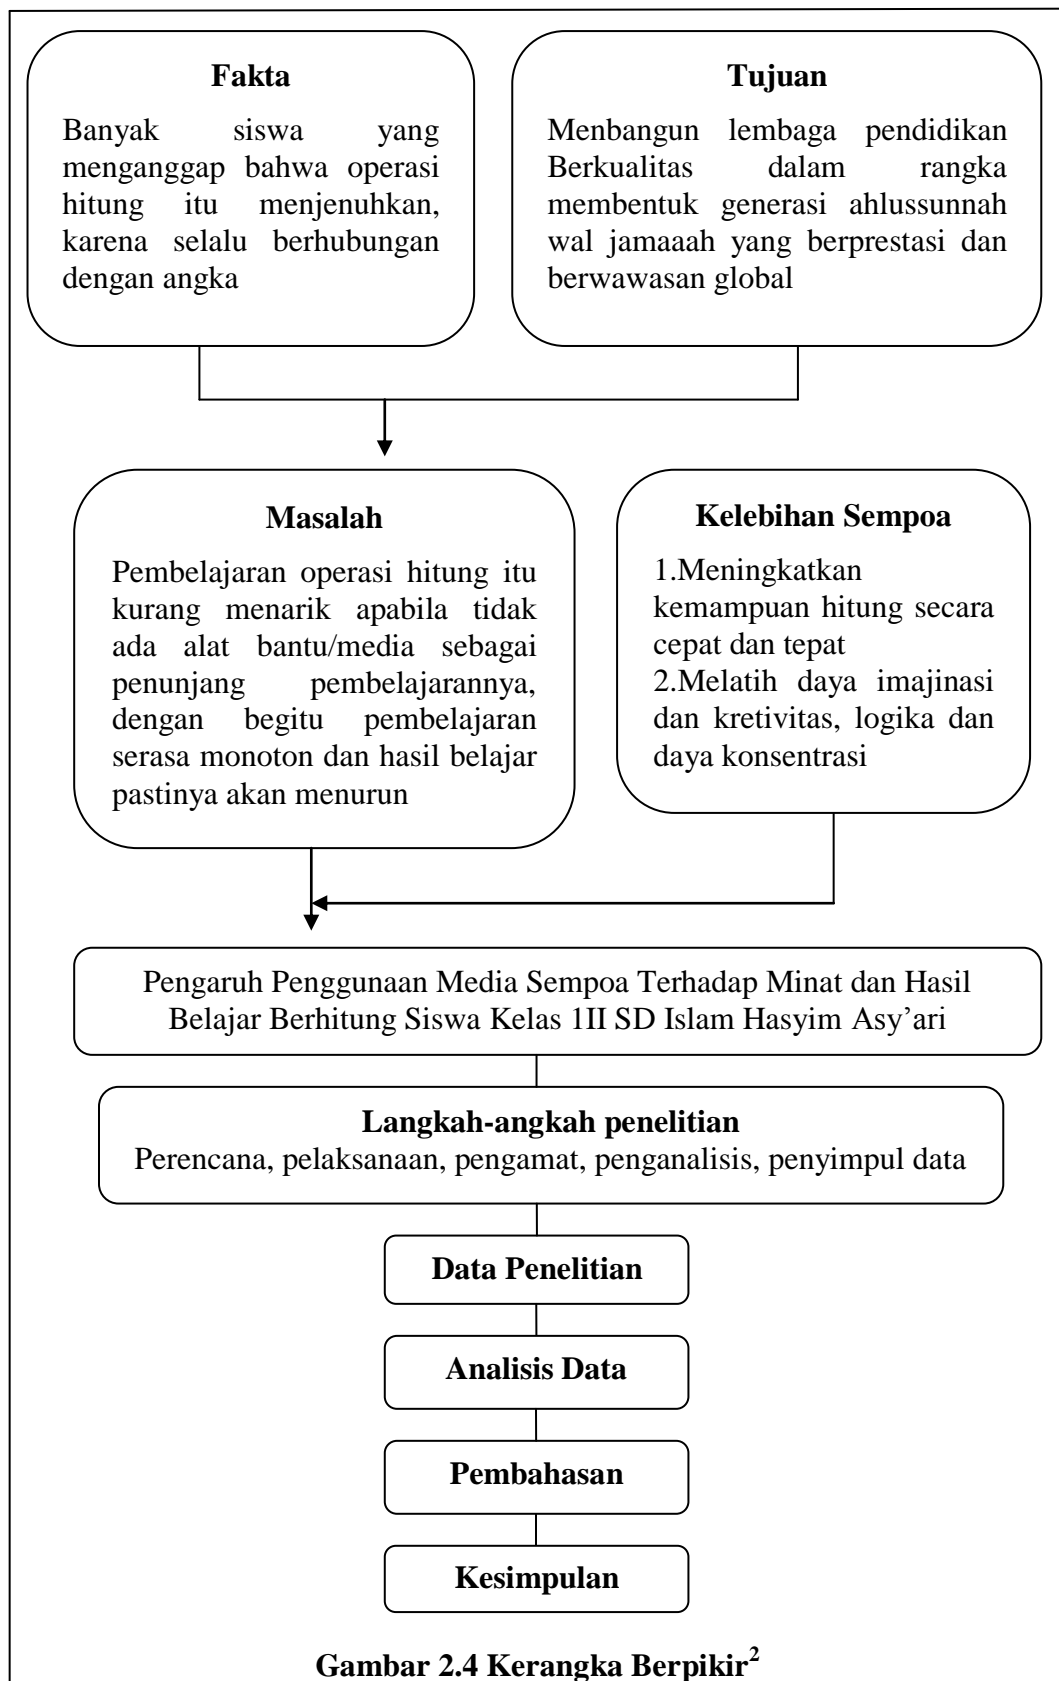 Fakta
Banyak siswa yang
menganggap bahwa operasi
hitung itu menjenuhkan,
karena selalu berhubungan
dengan angka
Tujuan
Menbangun lembaga pendidikan
Berkualitas dalam rangka
membentuk generasi ahlussunnah
wal jamaaah yang berprestasi dan
berwawasan global
Masalah
Pembelajaran operasi hitung itu
kurang menarik apabila tidak
ada alat bantu/media sebagai
penunjang pembelajarannya,
dengan begitu pembelajaran
serasa monoton dan hasil belajar
pastinya akan menurun
Kelebihan Sempoa
1.Meningkatkan
kemampuan hitung secara
cepat dan tepat
2.Melatih daya imajinasi
dan kretivitas, logika dan
daya konsentrasi
Pengaruh Penggunaan Media Sempoa Terhadap Minat dan Hasil
Belajar Berhitung Siswa Kelas 1II SD Islam Hasyim Asy’ari
Langkah-angkah penelitian
Perencana, pelaksanaan, pengamat, penganalisis, penyimpul data
Data Penelitian
Analisis Data
Pembahasan
Kesimpulan
Gambar 2.4 Kerangka Berpikir²